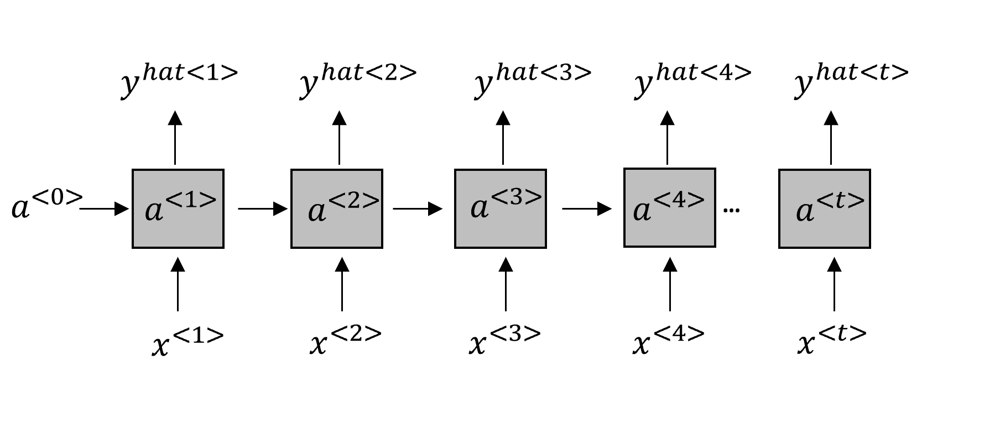 y^hat<1> y^hat<2> y^hat<3> y^hat<4> y^hat<t>
a^<0> a^<1> a^<2> a^<3> a^<4> ... a^<t>
x^<1> x^<2> x^<3> x^<4> x^<t>